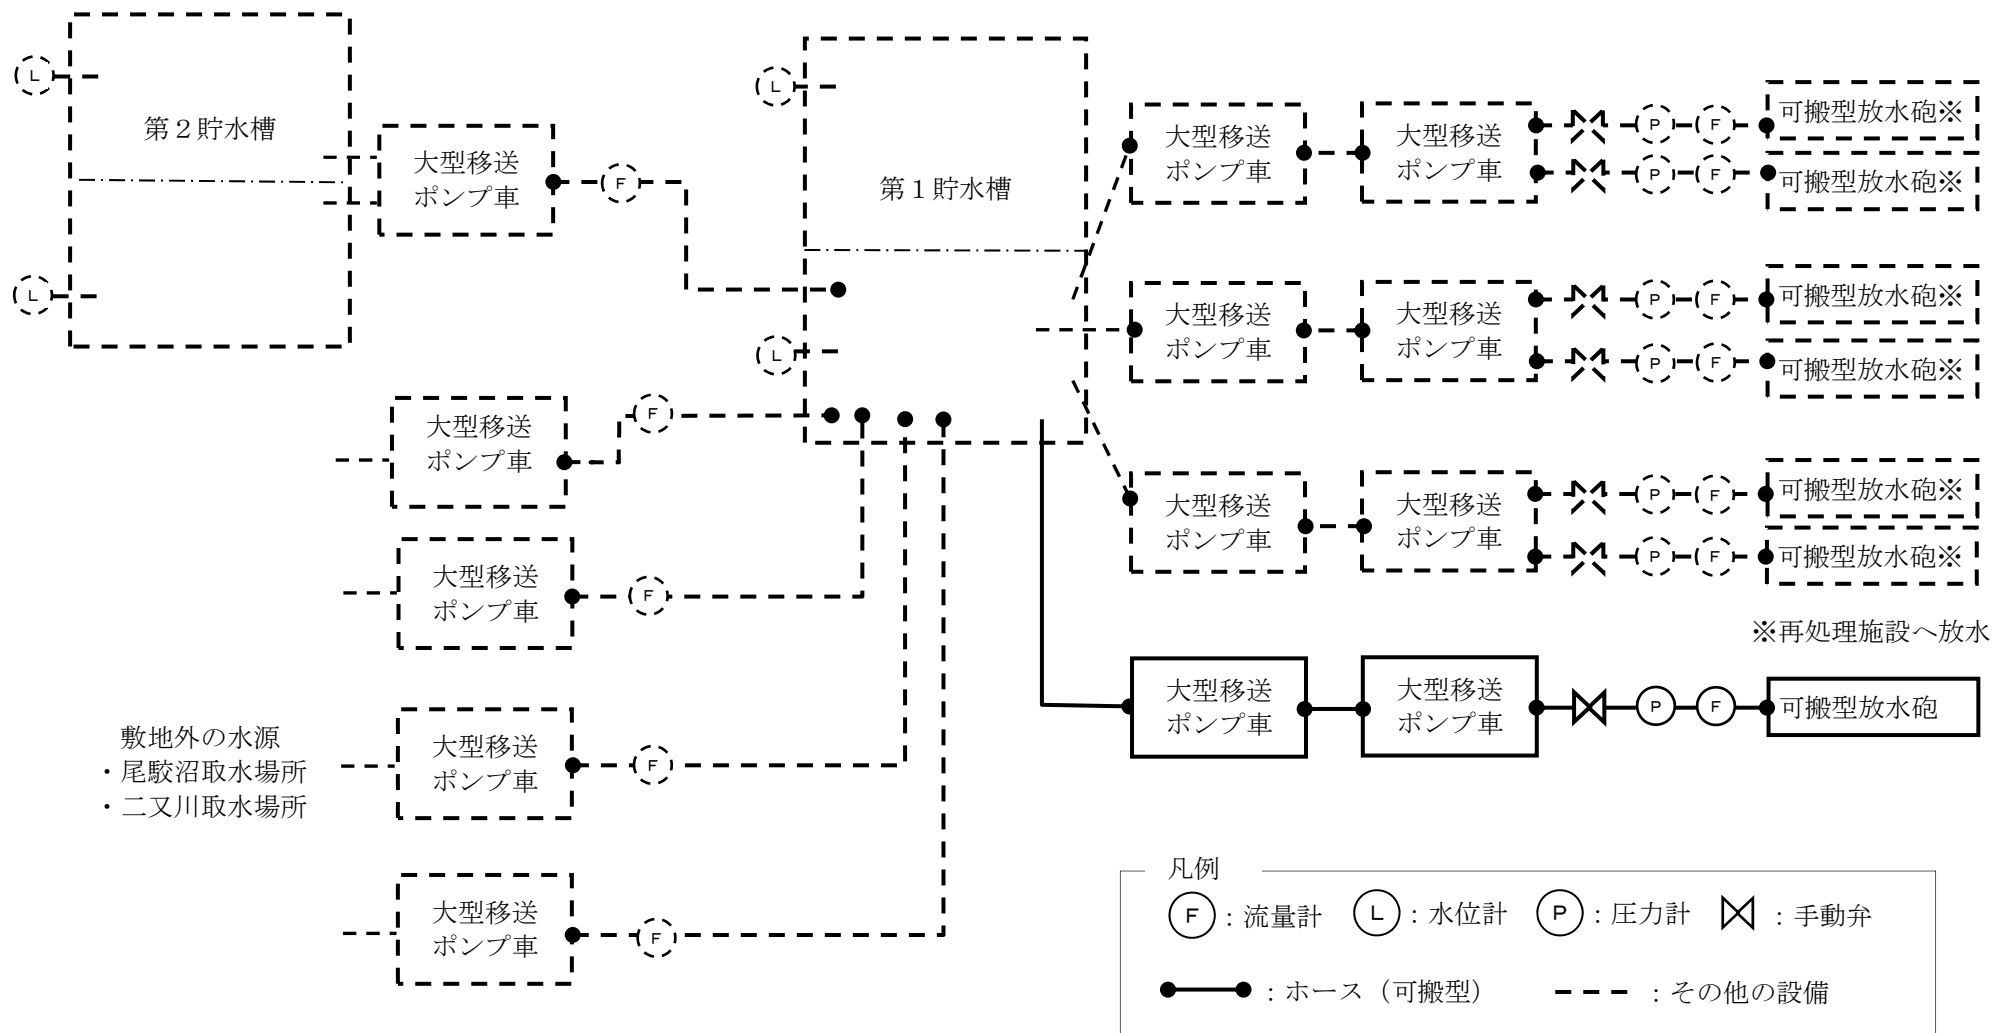 L
第２貯水槽
L
大型移送
ポンプ車
F
L
第１貯水槽
L
大型移送
ポンプ車
F
大型移送
ポンプ車
F
敷地外の水源
・尾駮沼取水場所
・二又川取水場所
大型移送
ポンプ車
F
大型移送
ポンプ車
F
大型移送
ポンプ車
大型移送
ポンプ車
P
F
可搬型放水砲※
P
F
可搬型放水砲※
大型移送
ポンプ車
大型移送
ポンプ車
P
F
可搬型放水砲※
P
F
可搬型放水砲※
大型移送
ポンプ車
大型移送
ポンプ車
P
F
可搬型放水砲※
P
F
可搬型放水砲※
※再処理施設へ放水
大型移送
ポンプ車
大型移送
ポンプ車
P
F
可搬型放水砲
凡例
F：流量計
L：水位計
P：圧力計
：手動弁
：ホース（可搬型）
：その他の設備